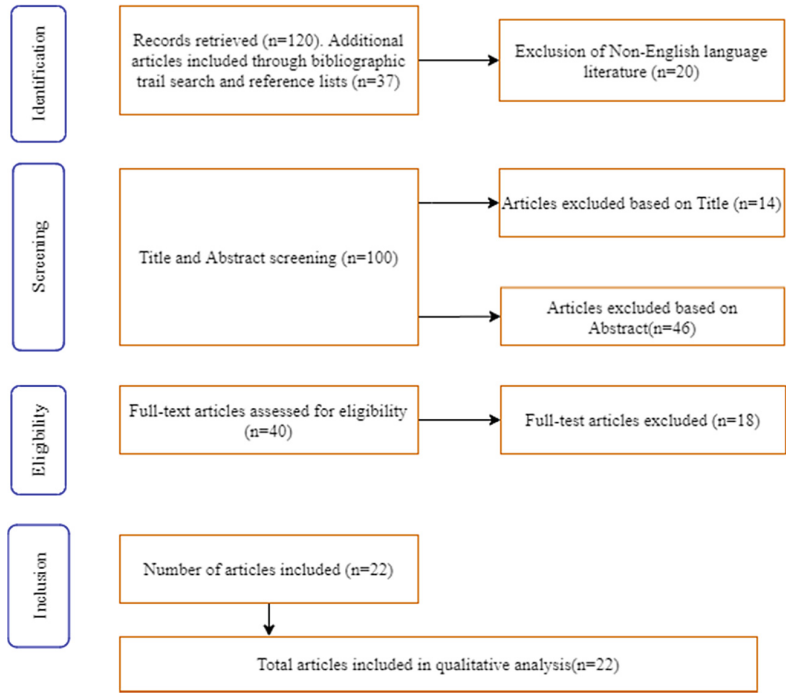 Identification
Records retrieved (n=120). Additional
articles included through bibliographic
trail search and reference lists (n=37)
Exclusion of Non-English language
literature (n=20)
Screening
Title and Abstract screening (n=100)
Articles excluded based on Title (n=14)
Articles excluded based on
Abstract(n=46)
Eligibility
Full-text articles assessed for eligibility
(n=40)
Full-test articles excluded (n=18)
Inclusion
Number of articles included (n=22)
Total articles included in qualitative analysis(n=22)